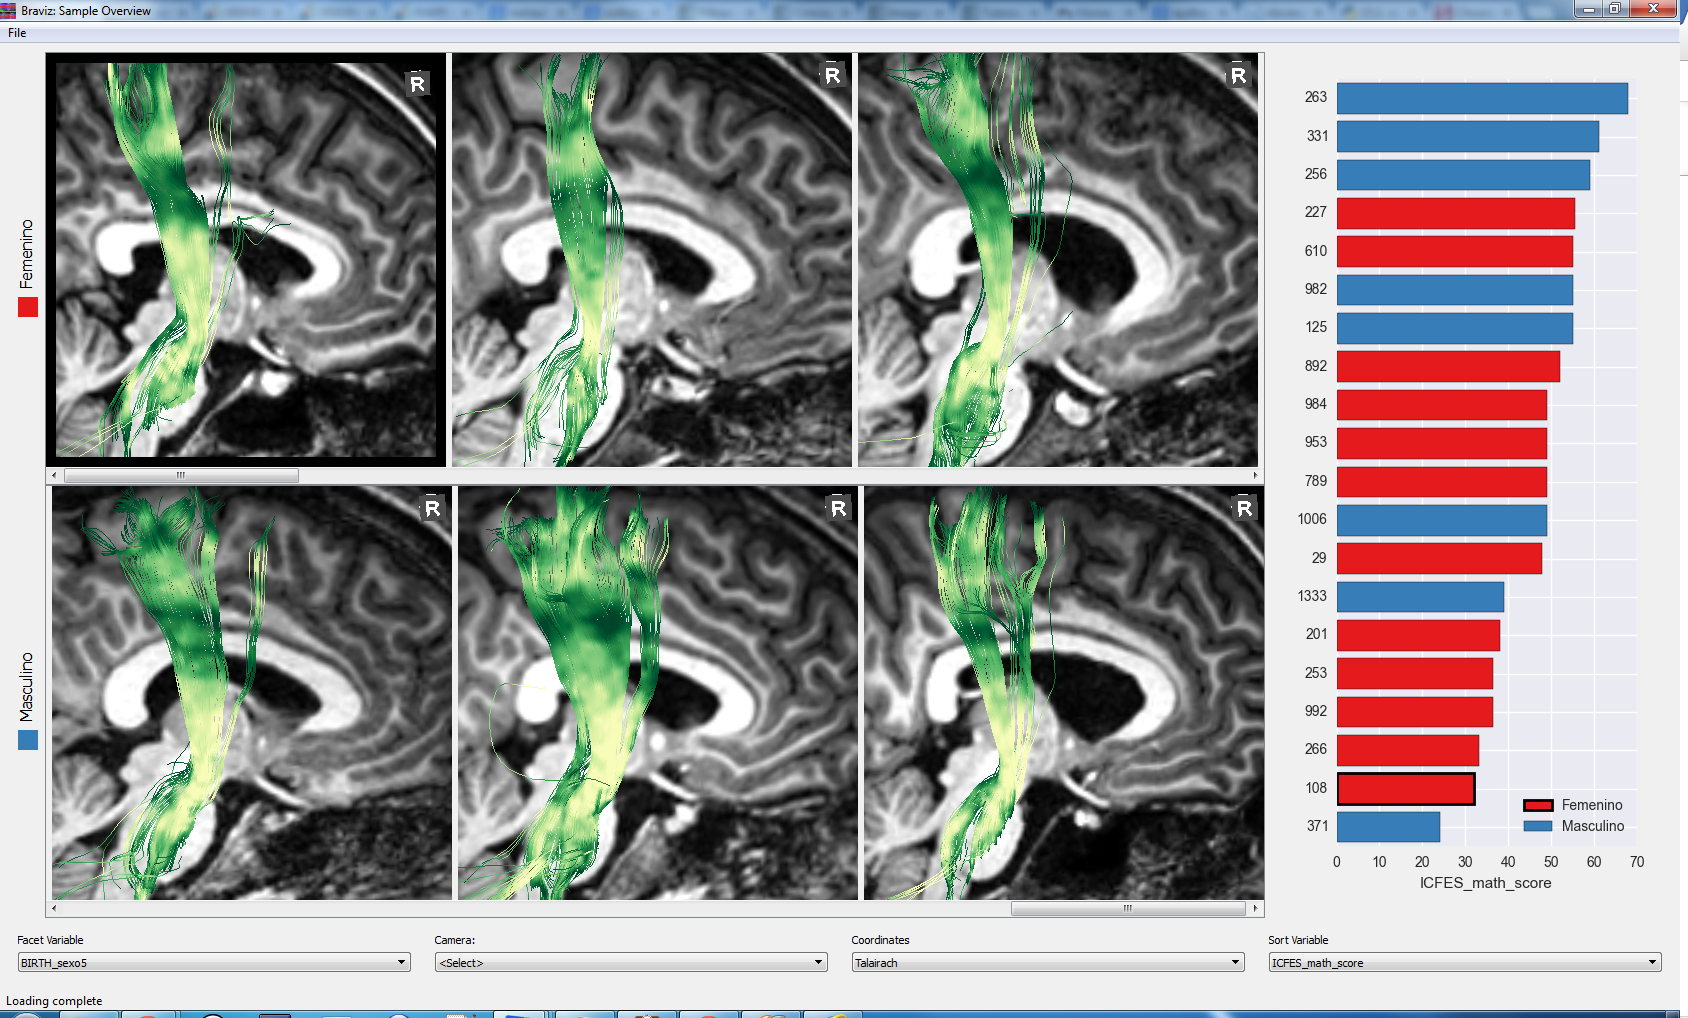 Braviz: Sample Overview
File
Femenino
R
R
R
Masculino
R
R
R
263
331
256
227
610
982
125
892
984
953
789
1006
29
1333
201
253
992
266
108
371
Femenino
Masculino
0 10 20 30 40 50 60 70
ICFES_math_score
Facet Variable
BIRTH_sexo5
Camera:
<Select>
Coordinates
Talairach
Sort Variable
ICFES_math_score
Loading complete